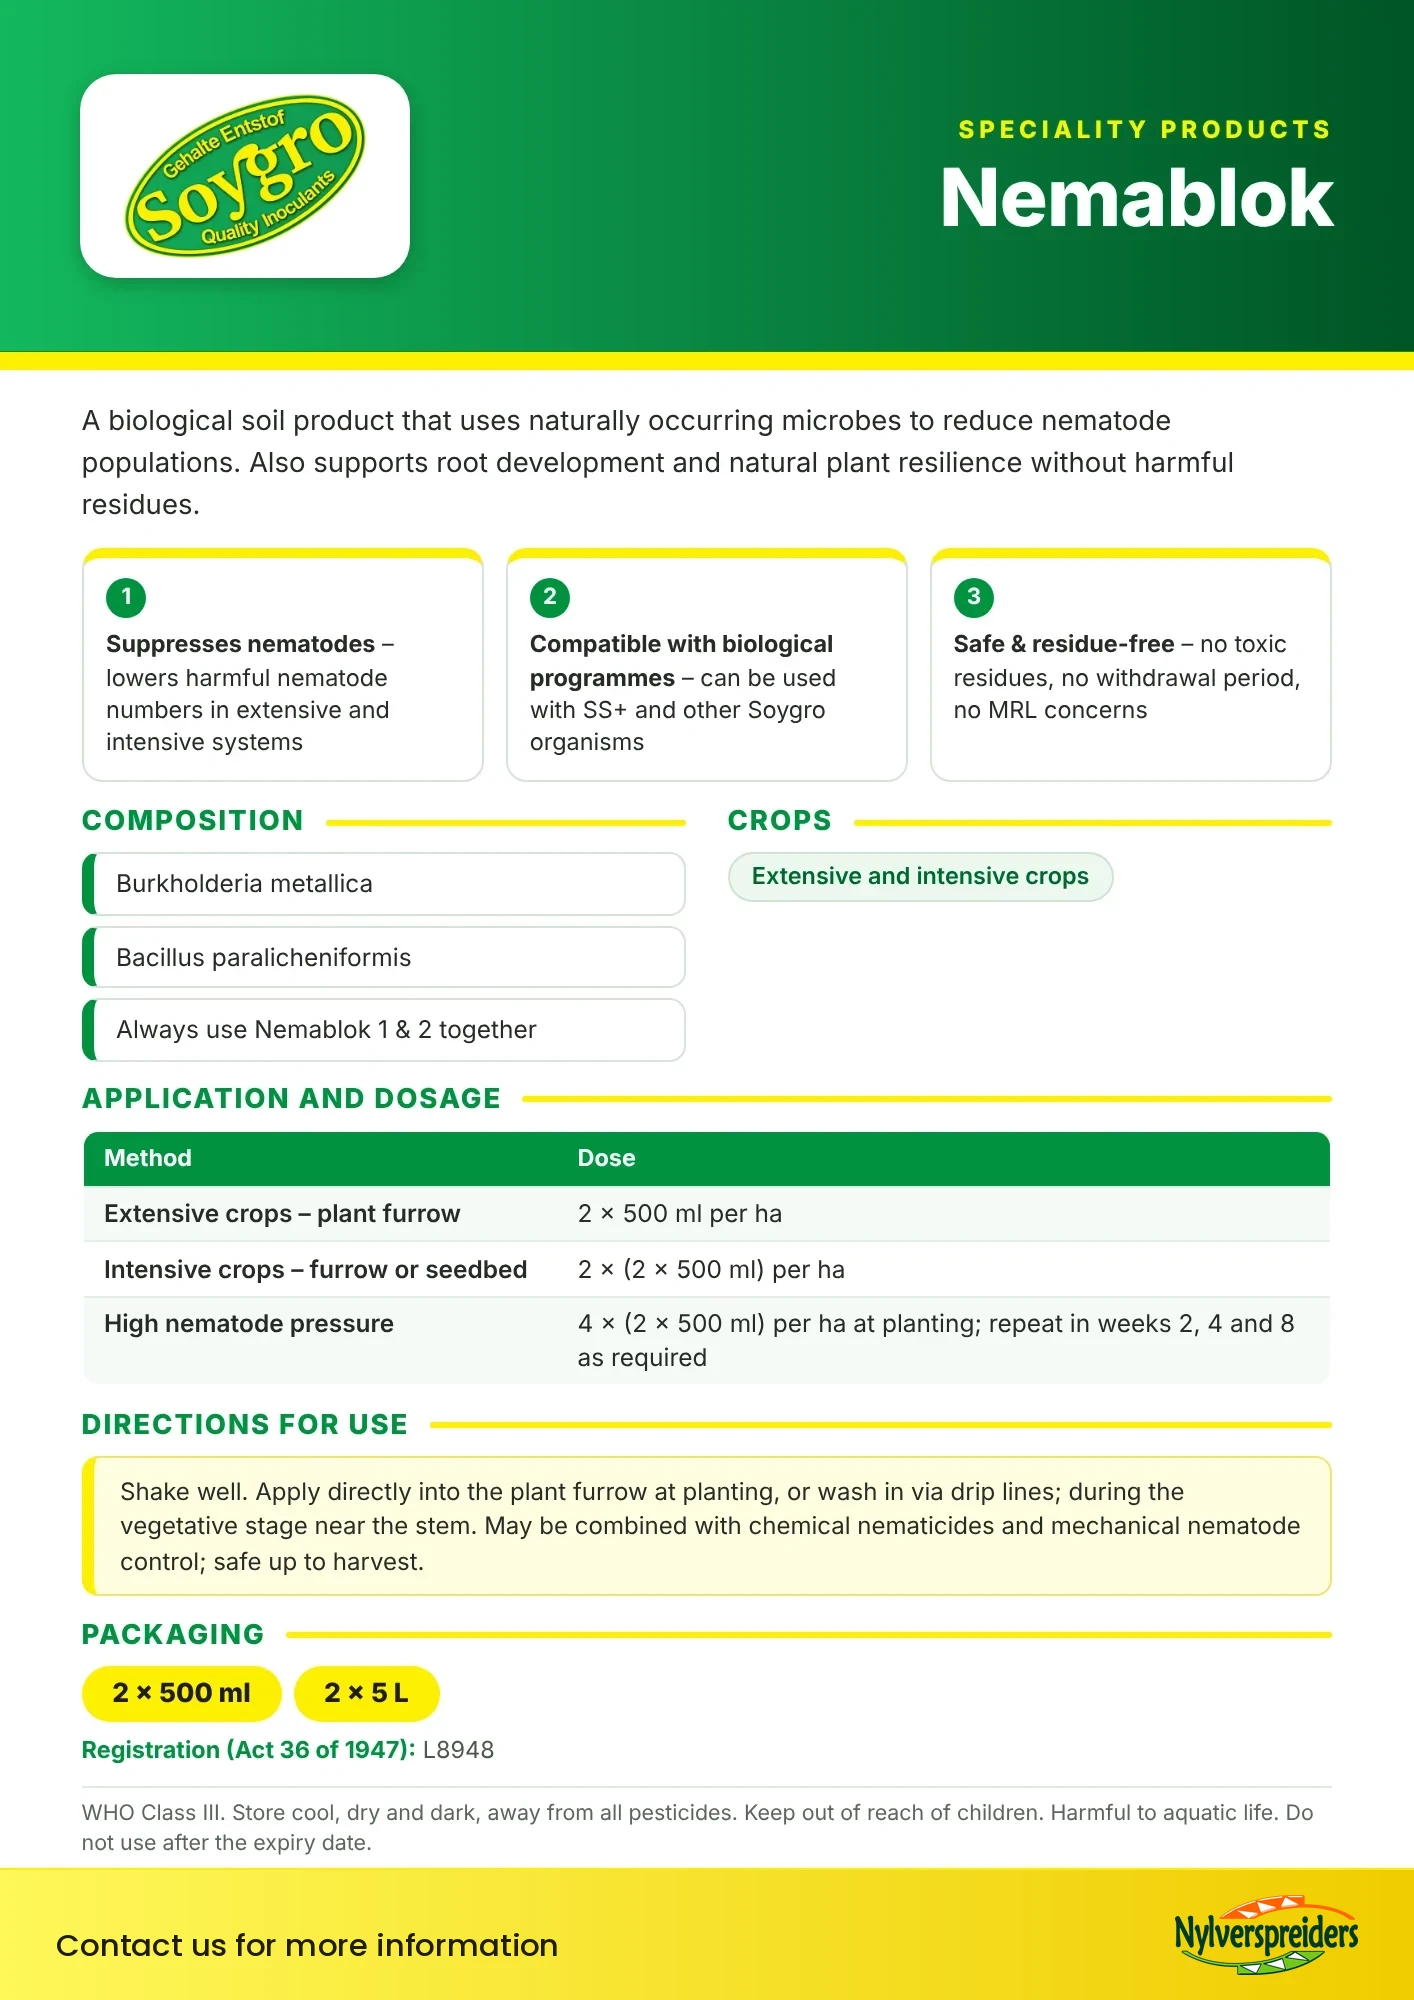 Gehalte Entstof
Soygro
Quality Inoculants
SPECIALITY PRODUCTS
Nemablok
A biological soil product that uses naturally occurring microbes to reduce nematode
populations. Also supports root development and natural plant resilience without harmful
residues.
1
Suppresses nematodes –
lowers harmful nematode
numbers in extensive and
intensive systems
2
Compatible with biological
programmes – can be used
with SS+ and other Soygro
organisms
3
Safe & residue-free – no toxic
residues, no withdrawal period,
no MRL concerns
COMPOSITION
Burkholderia metallica
Bacillus paralicheniformis
Always use Nemablok 1 & 2 together
CROPS
Extensive and intensive crops
APPLICATION AND DOSAGE
Method Dose
Extensive crops – plant furrow 2 × 500 ml per ha
Intensive crops – furrow or seedbed 2 × (2 × 500 ml) per ha
High nematode pressure 4 × (2 × 500 ml) per ha at planting; repeat in weeks 2, 4 and 8
as required
DIRECTIONS FOR USE
Shake well. Apply directly into the plant furrow at planting, or wash in via drip lines; during the
vegetative stage near the stem. May be combined with chemical nematicides and mechanical nematode
control; safe up to harvest.
PACKAGING
2 × 500 ml 2 × 5 L
Registration (Act 36 of 1947): L8948
WHO Class III. Store cool, dry and dark, away from all pesticides. Keep out of reach of children. Harmful to aquatic life. Do
not use after the expiry date.
Contact us for more information
Nylverspreiders